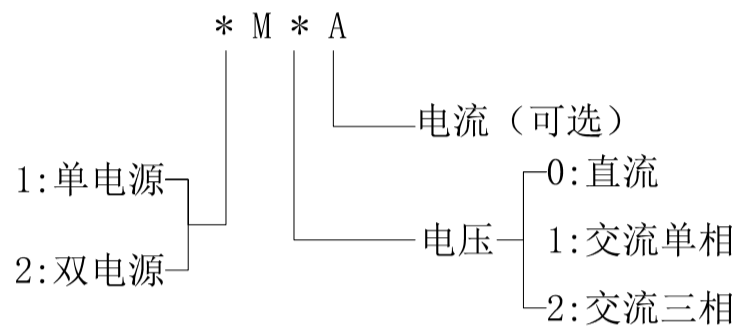 * M * A
电流（可选）
1:单电源
0:直流
电压
1:交流单相
2:双电源
2:交流三相